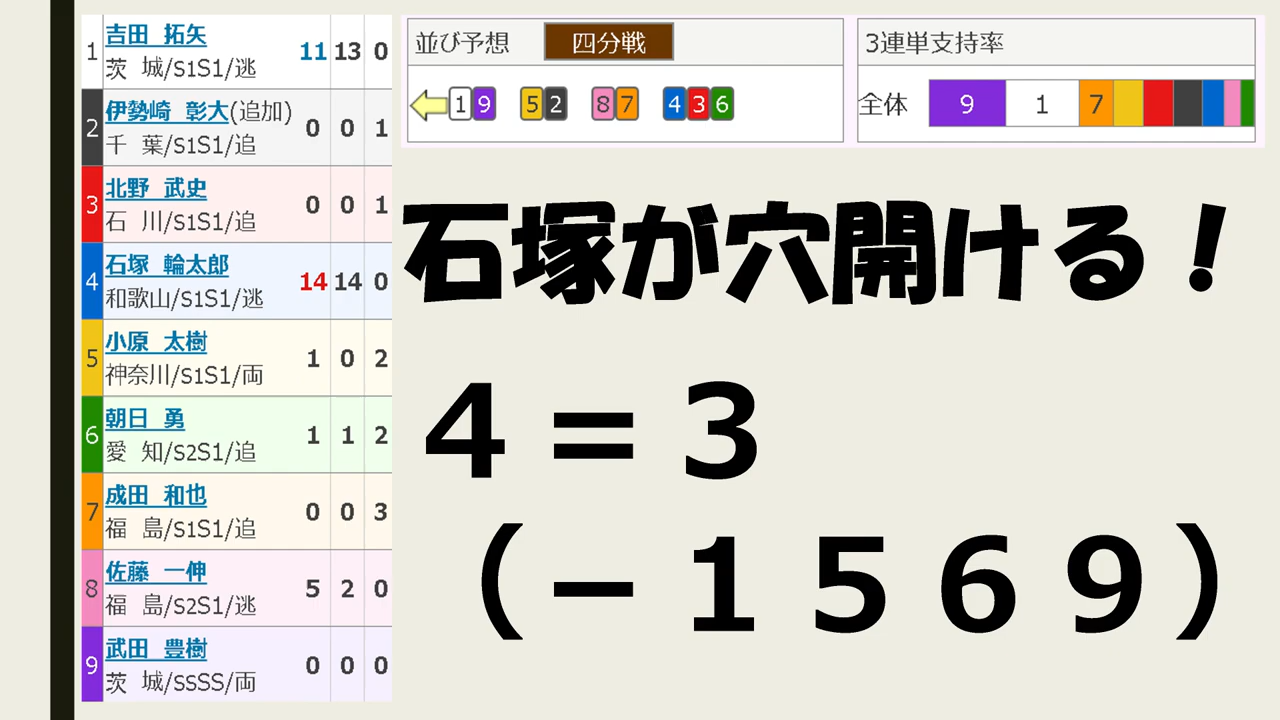 1 吉田 拓矢 11 13 0
茨 城/S1S1/逃
2 伊勢崎 彰大(追加) 0 0 1
千 葉/S1S1/追
3 北野 武史 0 0 1
石 川/S1S1/追
4 石塚 輪太郎 14 14 0
和歌山/S1S1/逃
5 小原 太樹 1 0 2
神奈川/S1S1/両
6 朝日 勇 1 1 2
愛 知/S2S1/追
7 成田 和也 0 0 3
福 島/S1S1/追
8 佐藤 一伸 5 2 0
福 島/S2S1/逃
9 武田 豊樹 0 0 0
茨 城/SSSS/両
並び予想 四分戦
1 9 5 2 8 7 4 3 6
3連単支持率
全体 9 1 7
石塚が穴開ける！
４＝３
（－１５６９）